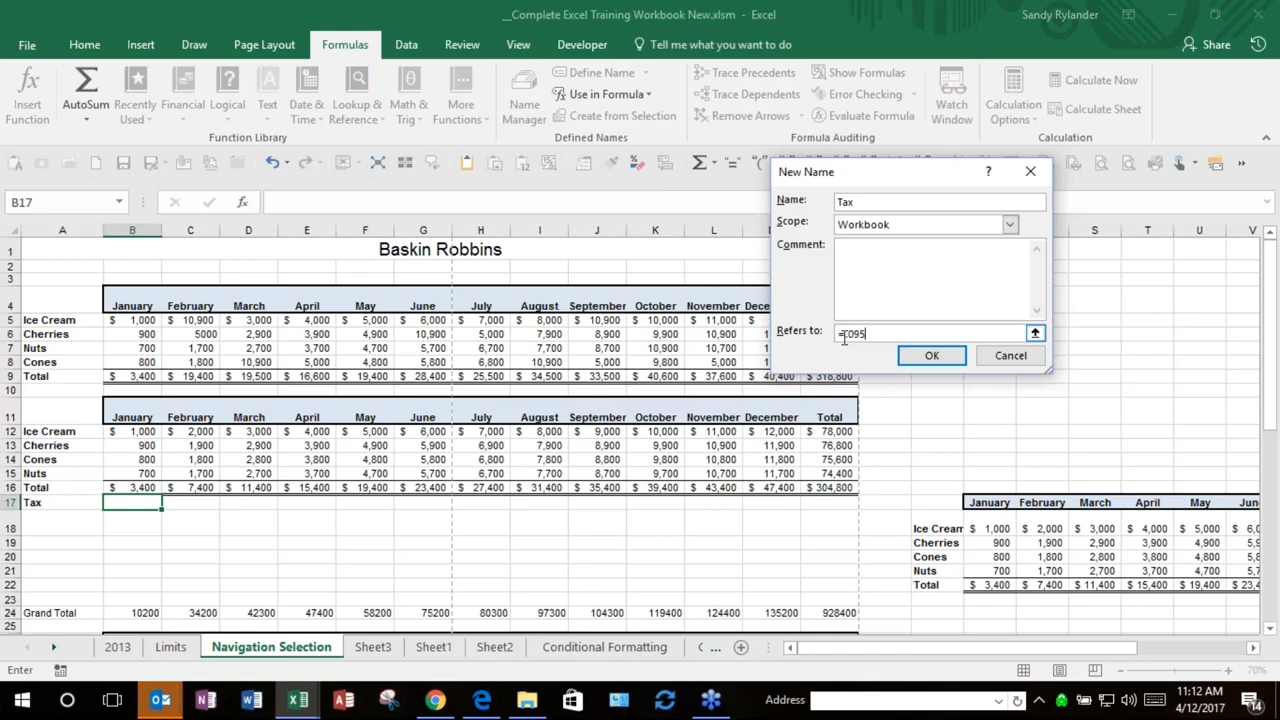 __Complete Excel Training Workbook New.xlsm - Excel
Sandy Rylander
File Home Insert Draw Page Layout Formulas Data Review View Developer Tell me what you want to do Share
Insert Function
AutoSum
Recently Used
Financial
Logical
Text
Date & Time
Lookup & Reference
Math & Trig
More Functions
Function Library
Name Manager
Define Name
Use in Formula
Create from Selection
Defined Names
Trace Precedents
Trace Dependents
Remove Arrows
Show Formulas
Error Checking
Evaluate Formula
Formula Auditing
Watch Window
Calculation Options
Calculate Now
Calculate Sheet
Calculation
B17
fx
New Name
Name: Tax
Scope: Workbook
Comment:
Refers to:
OK Cancel
A B C D E F G H I J K L S T U V
1 Baskin Robbins
2
3
4 January February March April May June July August September October November
5 Ice Cream $ 1,000 $ 10,900 $ 3,000 $ 4,000 $ 5,000 $ 6,000 $ 7,000 $ 8,000 $ 10,000 $ 10,000 $ 11,000 $
6 Cherries 900 5000 2,900 3,900 4,900 10,900 5,000 7,900 8,900 9,900 10,900
7 Nuts 700 1,700 2,700 3,700 4,700 5,700 6,700 7,700 8,700 9,700 10,700
8 Cones 800 1,800 10,900 5,000 4,800 5,800 6,800 10,900 5,900 9,800 5,000
9 Total $ 3,400 $ 19,400 $ 19,500 $ 16,600 $ 19,400 $ 28,400 $ 25,500 $ 34,500 $ 33,500 $ 40,600 $ 37,600 $ 40,400 $ 318,800
10
11 January February March April May June July August September October November December Total
12 Ice Cream $ 1,000 $ 2,000 $ 3,000 $ 4,000 $ 5,000 $ 6,000 $ 7,000 $ 8,000 $ 9,000 $ 10,000 $ 11,000 $ 12,000 $ 78,000
13 Cherries 900 1,900 2,900 3,900 4,900 5,900 6,900 7,900 8,900 9,900 10,900 11,900 76,800
14 Cones 800 1,800 2,800 3,800 4,800 5,800 6,800 7,800 8,800 9,800 10,800 11,800 75,600
15 Nuts 700 1,700 2,700 3,700 4,700 5,700 6,700 7,700 8,700 9,700 10,700 11,700 74,400
16 Total $ 3,400 $ 7,400 $ 11,400 $ 15,400 $ 19,400 $ 23,400 $ 27,400 $ 31,400 $ 35,400 $ 39,400 $ 43,400 $ 47,400 $ 304,800
17 Tax January February March April May
18 Ice Cream $ 1,000 $ 2,000 $ 3,000 $ 4,000 $ 5,000
19 Cherries 900 1,900 2,900 3,900 4,900
20 Cones 800 1,800 2,800 3,800 4,800
21 Nuts 700 1,700 2,700 3,700 4,700
22 Total $ 3,400 $ 7,400 $ 11,400 $ 15,400 $ 19,400
23
24 Grand Total 10200 34200 42300 47400 58200 75200 80300 97300 104300 119400 124400 135200 928400
25
2013 Limits Navigation Selection Sheet3 Sheet1 Sheet2 Conditional Formatting ...
Enter
70%
Address
11:12 AM
4/12/2017
14